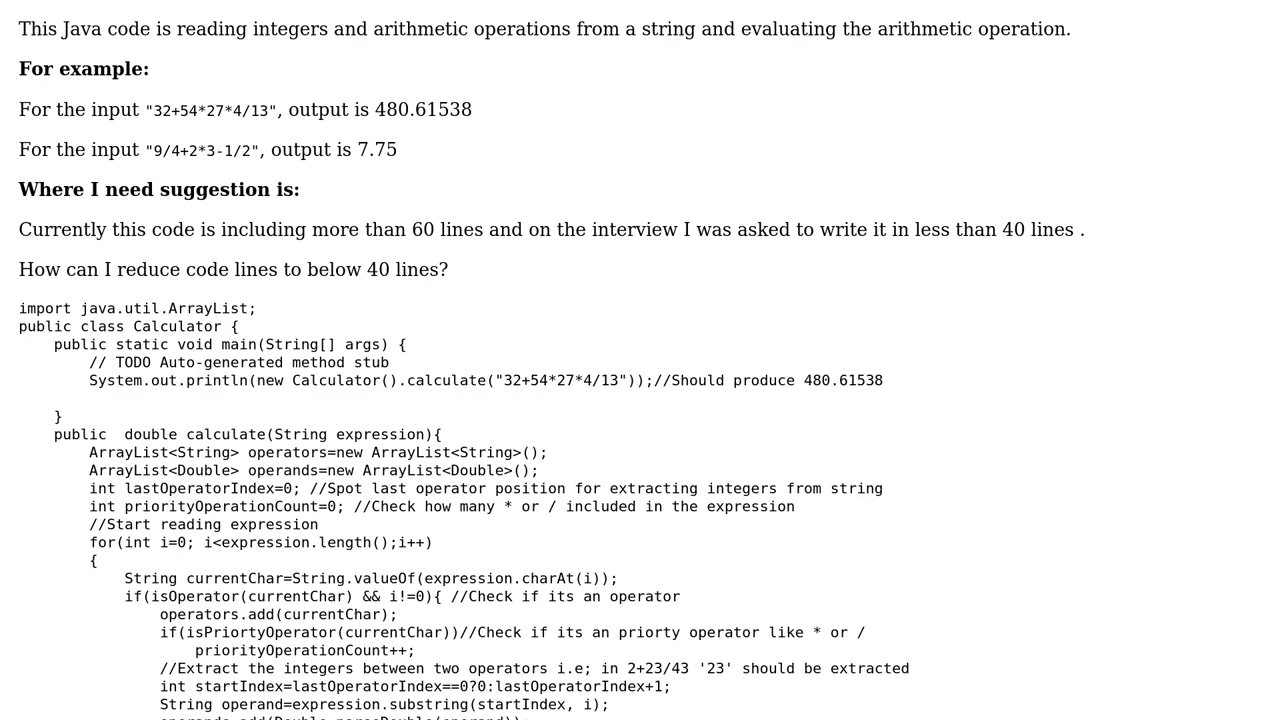 This Java code is reading integers and arithmetic operations from a string and evaluating the arithmetic operation.
For example:
For the input "32+54*27*4/13", output is 480.61538
For the input "9/4+2*3-1/2", output is 7.75
Where I need suggestion is:
Currently this code is including more than 60 lines and on the interview I was asked to write it in less than 40 lines .
How can I reduce code lines to below 40 lines?
import java.util.ArrayList;
public class Calculator {
    public static void main(String[] args) {
        // TODO Auto-generated method stub
        System.out.println(new Calculator().calculate("32+54*27*4/13"));//Should produce 480.61538
    }
    public  double calculate(String expression){
        ArrayList<String> operators=new ArrayList<String>();
        ArrayList<Double> operands=new ArrayList<Double>();
        int lastOperatorIndex=0; //Spot last operator position for extracting integers from string
        int priorityOperationCount=0; //Check how many * or / included in the expression
        //Start reading expression
        for(int i=0; i<expression.length();i++)
        {
            String currentChar=String.valueOf(expression.charAt(i));
            if(isOperator(currentChar) && i!=0){ //Check if its an operator
                operators.add(currentChar);
                if(isPriortyOperator(currentChar))//Check if its an priorty operator like * or /
                    priorityOperationCount++;
                //Extract the integers between two operators i.e; in 2+23/43 '23' should be extracted
                int startIndex=lastOperatorIndex==0?0:lastOperatorIndex+1;
                String operand=expression.substring(startIndex, i);
                operands.add(Double.parseDouble(operand));